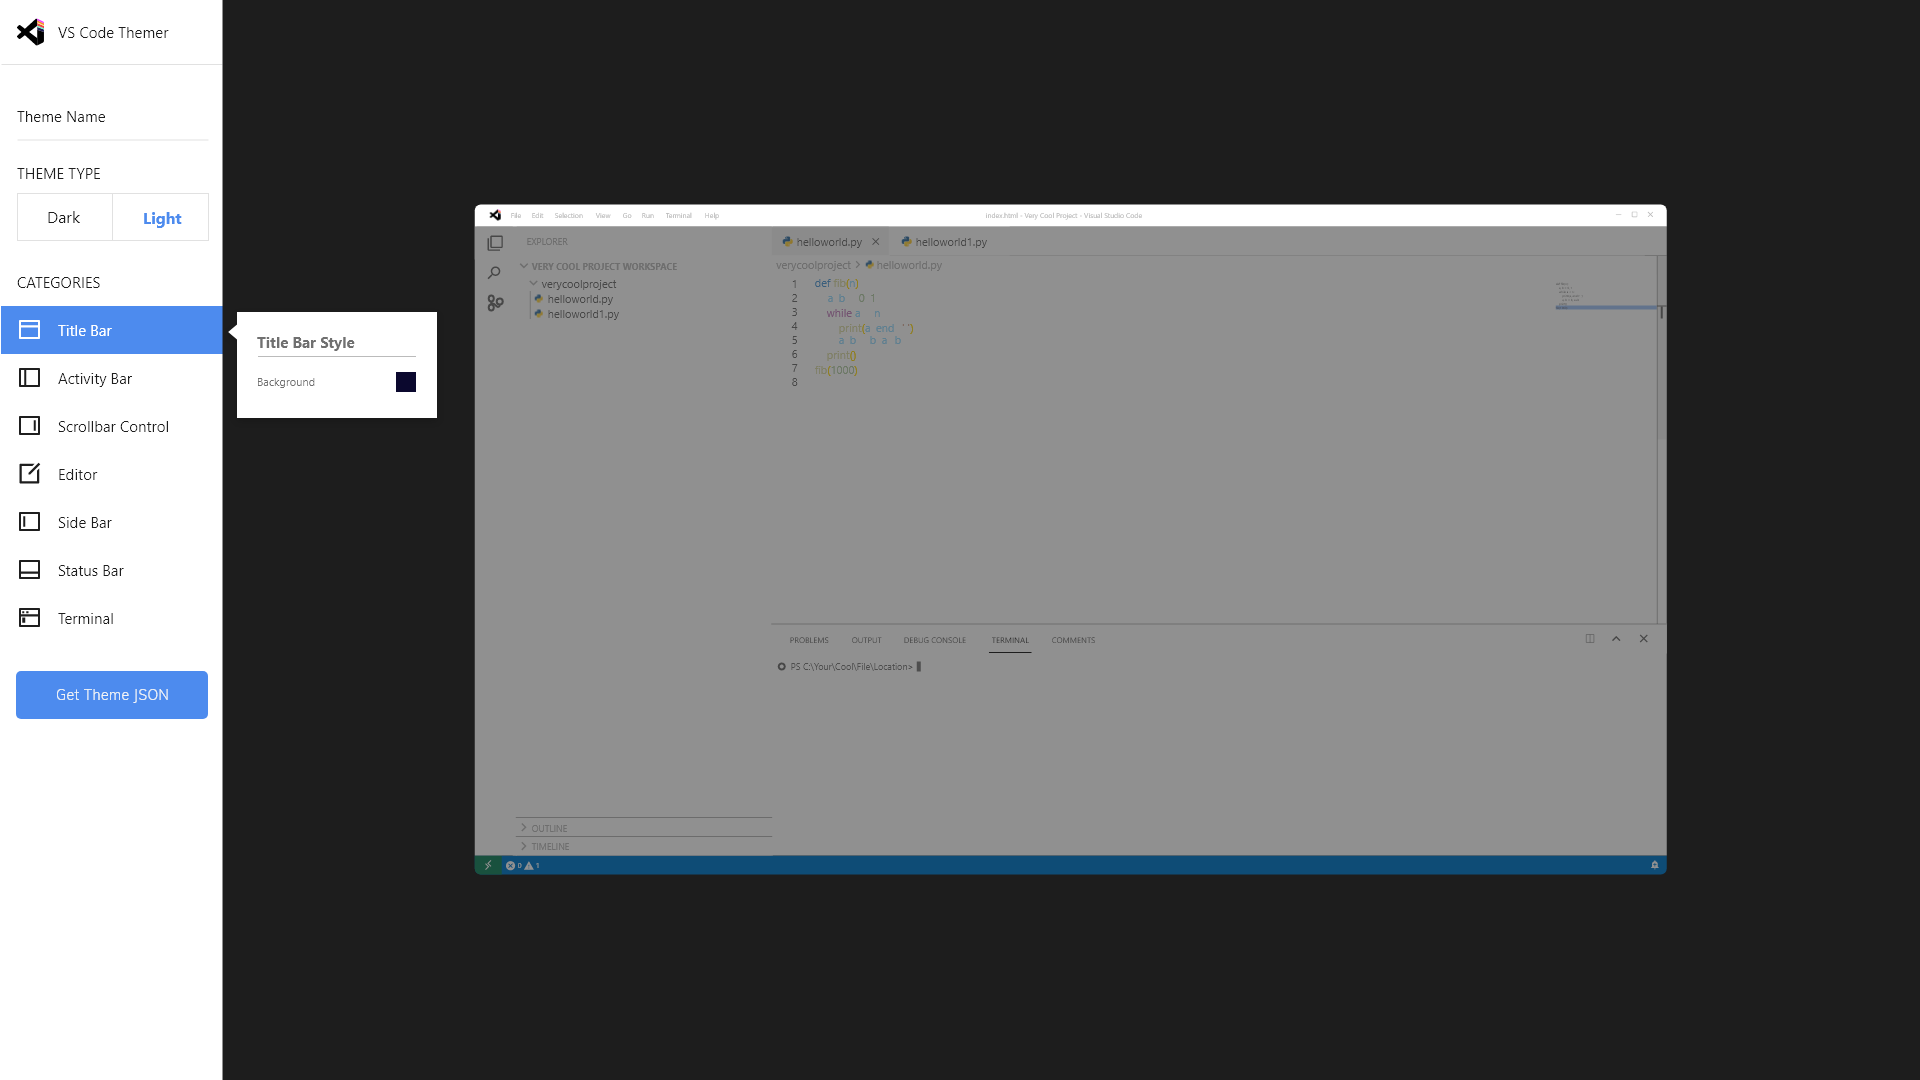 VS Code Themer
Theme Name
THEME TYPE
Dark
Light
CATEGORIES
Title Bar
Activity Bar
Scrollbar Control
Editor
Side Bar
Status Bar
Terminal
Get Theme JSON
Title Bar Style
Background
File Edit Selection View Go Run Terminal Help
index.html - Very Cool Project - Visual Studio Code
EXPLORER
VERY COOL PROJECT WORKSPACE
verycoolproject
helloworld.py
helloworld1.py
OUTLINE
TIMELINE
helloworld.py
helloworld1.py
verycoolproject > helloworld.py
1 def fib(n)
2 a b 0 1
3 while a n
4 print(a end ' ')
5 a b b a b
6 print()
7 fib(1000)
8
PROBLEMS OUTPUT DEBUG CONSOLE TERMINAL COMMENTS
PS C:\Your\Cool\File\Location>
0 1